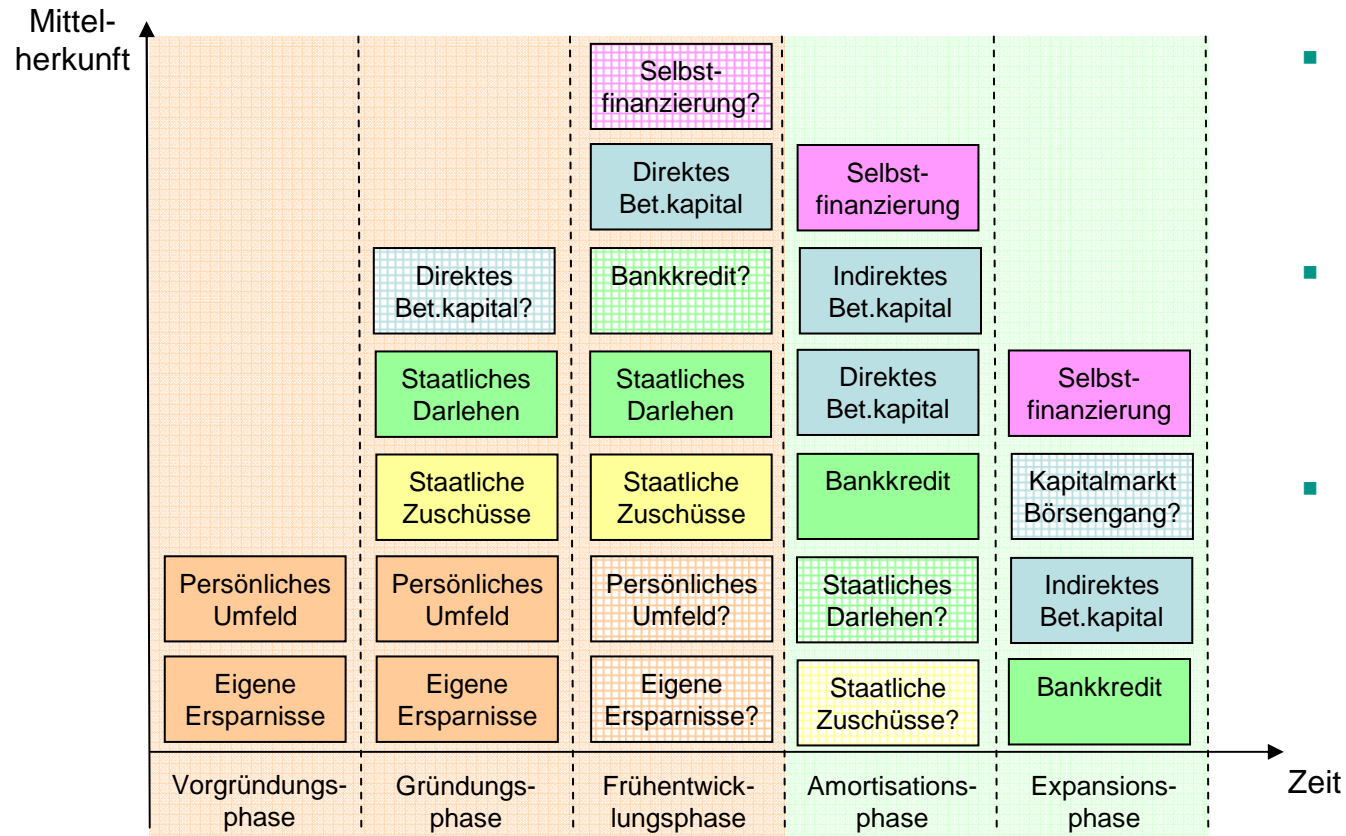 Mittel-
herkunft
Eigene
Ersparnisse
Persönliches
Umfeld
Vorgründungs-
phase
Direktes
Bet.kapital?
Staatliches
Darlehen
Staatliche
Zuschüsse
Persönliches
Umfeld
Eigene
Ersparnisse
Gründungs-
phase
Selbst-
finanzierung?
Direktes
Bet.kapital
Bankkredit?
Staatliches
Darlehen
Staatliche
Zuschüsse
Persönliches
Umfeld?
Eigene
Ersparnisse?
Frühentwick-
lungsphase
Selbst-
finanzierung
Indirektes
Bet.kapital
Direktes
Bet.kapital
Bankkredit
Staatliches
Darlehen?
Staatliche
Zuschüsse?
Amortisations-
phase
Selbst-
finanzierung
Kapitalmarkt
Börsengang?
Indirektes
Bet.kapital
Bankkredit
Expansions-
phase
Zeit